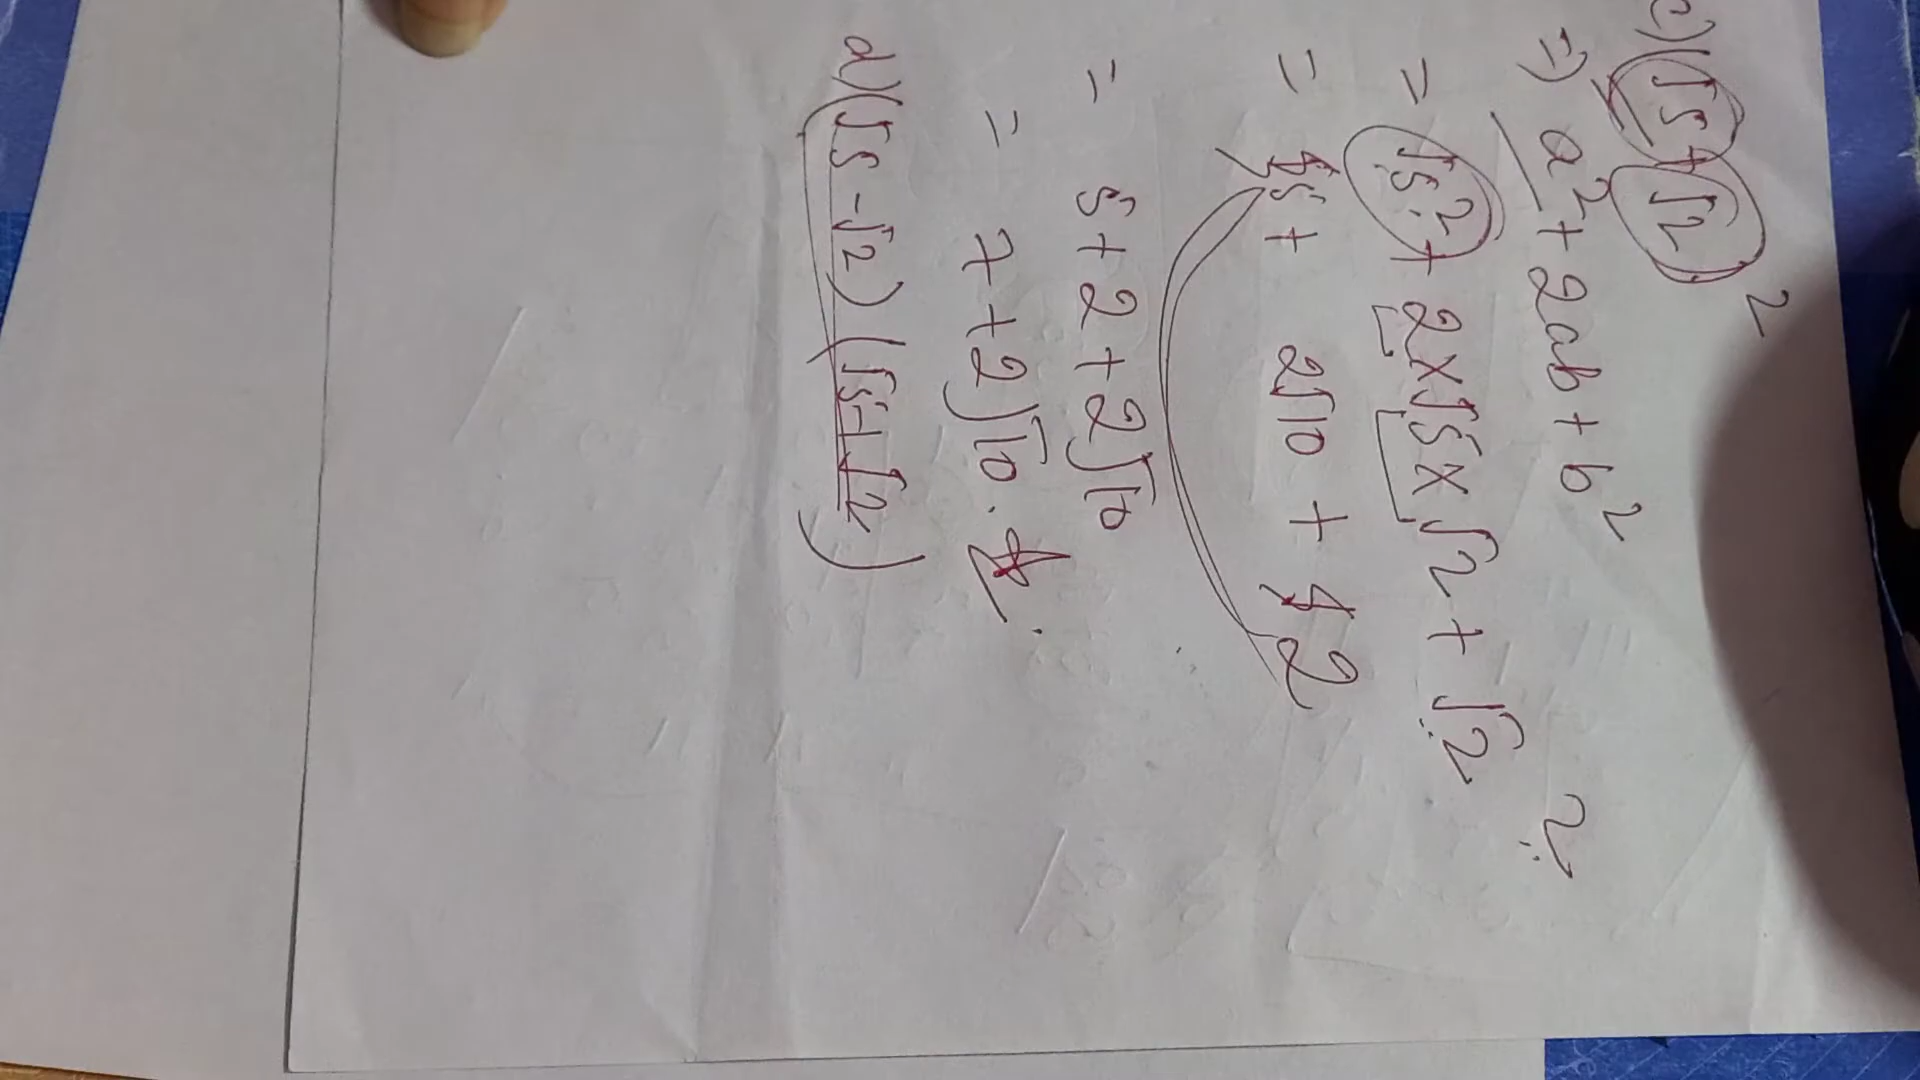 c) (√5 + √2)²
⇒ a² + 2ab + b²
= √5² + 2×√5×√2 + √2²
= 5 + 2√10 + 2
= 5 + 2 + 2√10
= 7 + 2√10.
d) (√5 - √2) (√5 + √2)